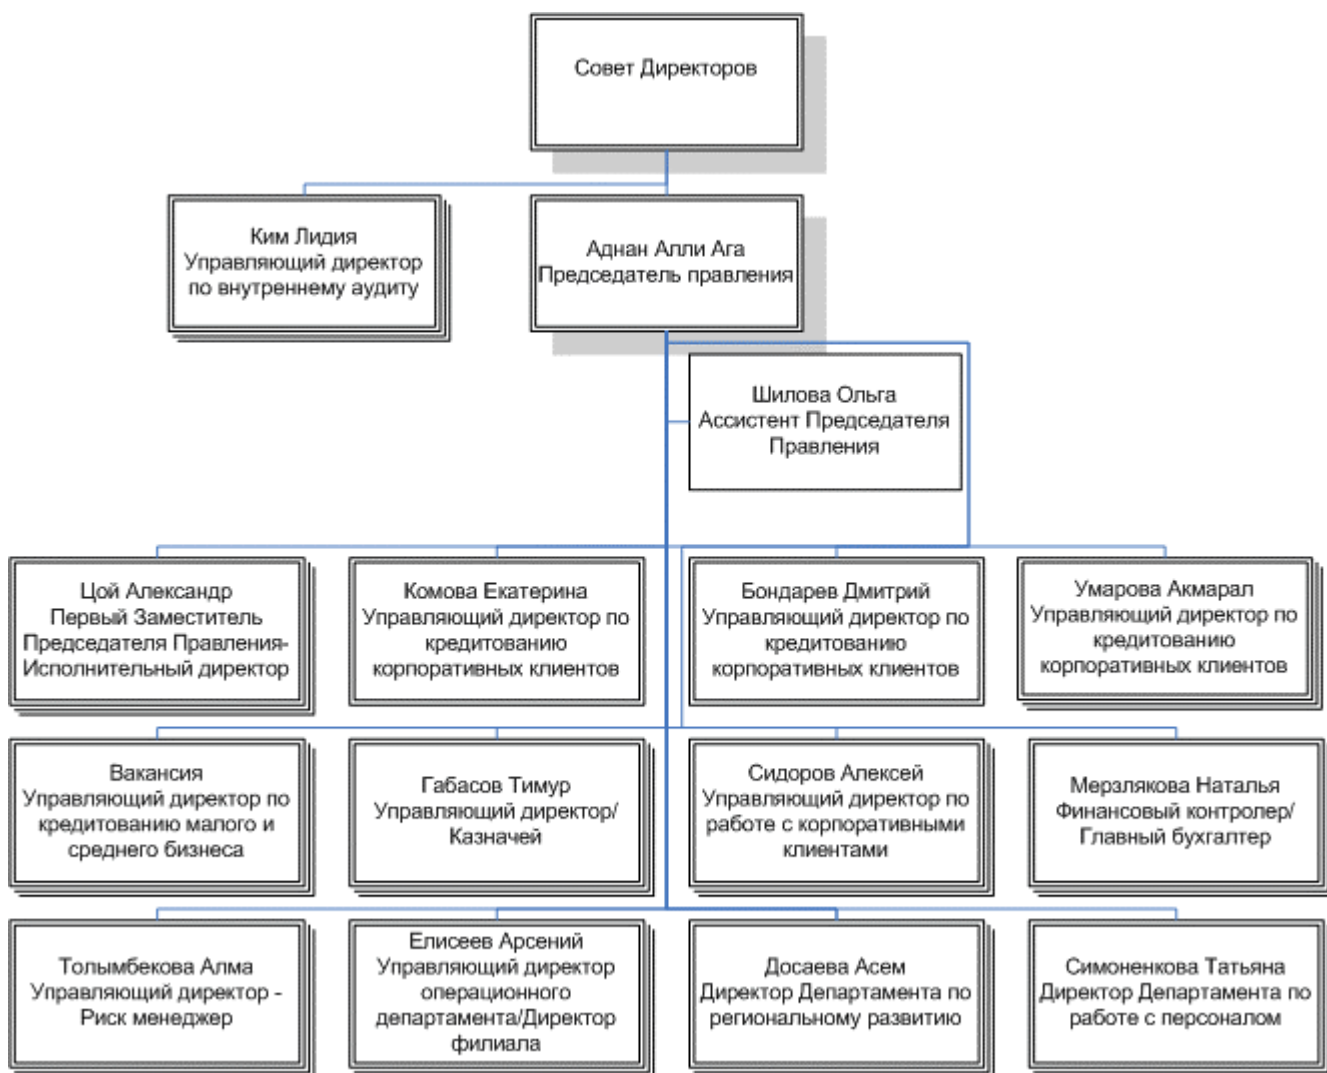 Совет Директоров
Ким Лидия
Управляющий директор
по внутреннему аудиту
Аднан Алли Ага
Председатель правления
Шилова Ольга
Ассистент Председателя
Правления
Цой Александр
Первый Заместитель
Председателя Правления-
Исполнительный директор
Комова Екатерина
Управляющий директор по
кредитованию
корпоративных клиентов
Бондарев Дмитрий
Управляющий директор по
кредитованию
корпоративных клиентов
Умарова Акмарал
Управляющий директор по
кредитованию
корпоративных клиентов
Вакансия
Управляющий директор по
кредитованию малого и
среднего бизнеса
Габасов Тимур
Управляющий директор/
Казначей
Сидоров Алексей
Управляющий директор по
работе с корпоративными
клиентами
Мерзлякова Наталья
Финансовый контролер/
Главный бухгалтер
Толымбекова Алма
Управляющий директор -
Риск менеджер
Елисеев Арсений
Управляющий директор
операционного
департамента/Директор
филиала
Досаева Асем
Директор Департамента по
региональному развитию
Симоненкова Татьяна
Директор Департамента по
работе с персоналом